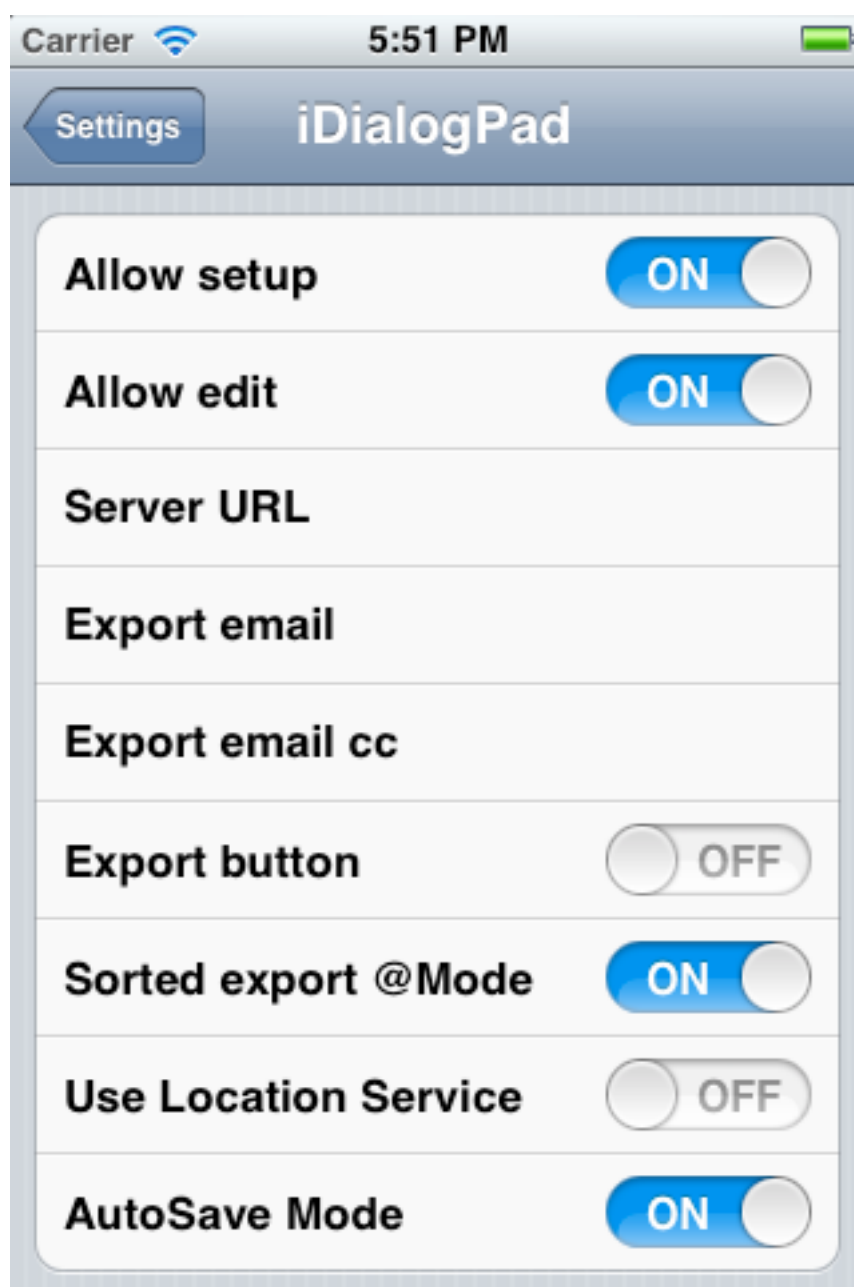 Carrier 5:51 PM
Settings iDialogPad
Allow setup ON
Allow edit ON
Server URL
Export email
Export email cc
Export button OFF
Sorted export @Mode ON
Use Location Service OFF
AutoSave Mode ON